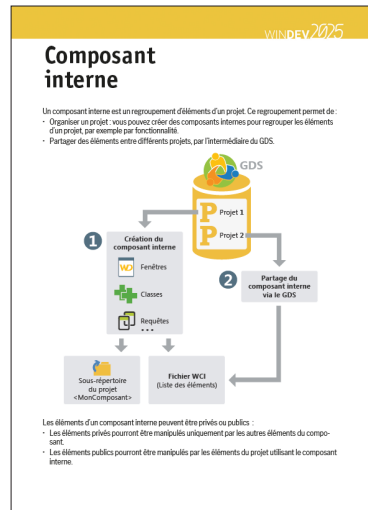 WINDEV2025
Composant
interne
Un composant interne est un regroupement d'éléments d'un projet. Ce regroupement permet de :
• Organiser un projet : vous pouvez créer des composants internes pour regrouper les éléments
d'un projet, par exemple par fonctionnalité.
• Partager des éléments entre différents projets, par l'intermédiaire du GDS.
GDS
P Projet 1
P Projet 2
1
Création du
composant interne
WD Fenêtres
Classes
Requêtes
...
2
Partage du
composant interne
via le GDS
Sous-répertoire
du projet
<MonComposant>
Fichier WCI
(Liste des éléments)
Les éléments d'un composant interne peuvent être privés ou publics :
• Les éléments privés pourront être manipulés uniquement par les autres éléments du compo-
sant.
• Les éléments publics pourront être manipulés par les éléments du projet utilisant le composant
interne.